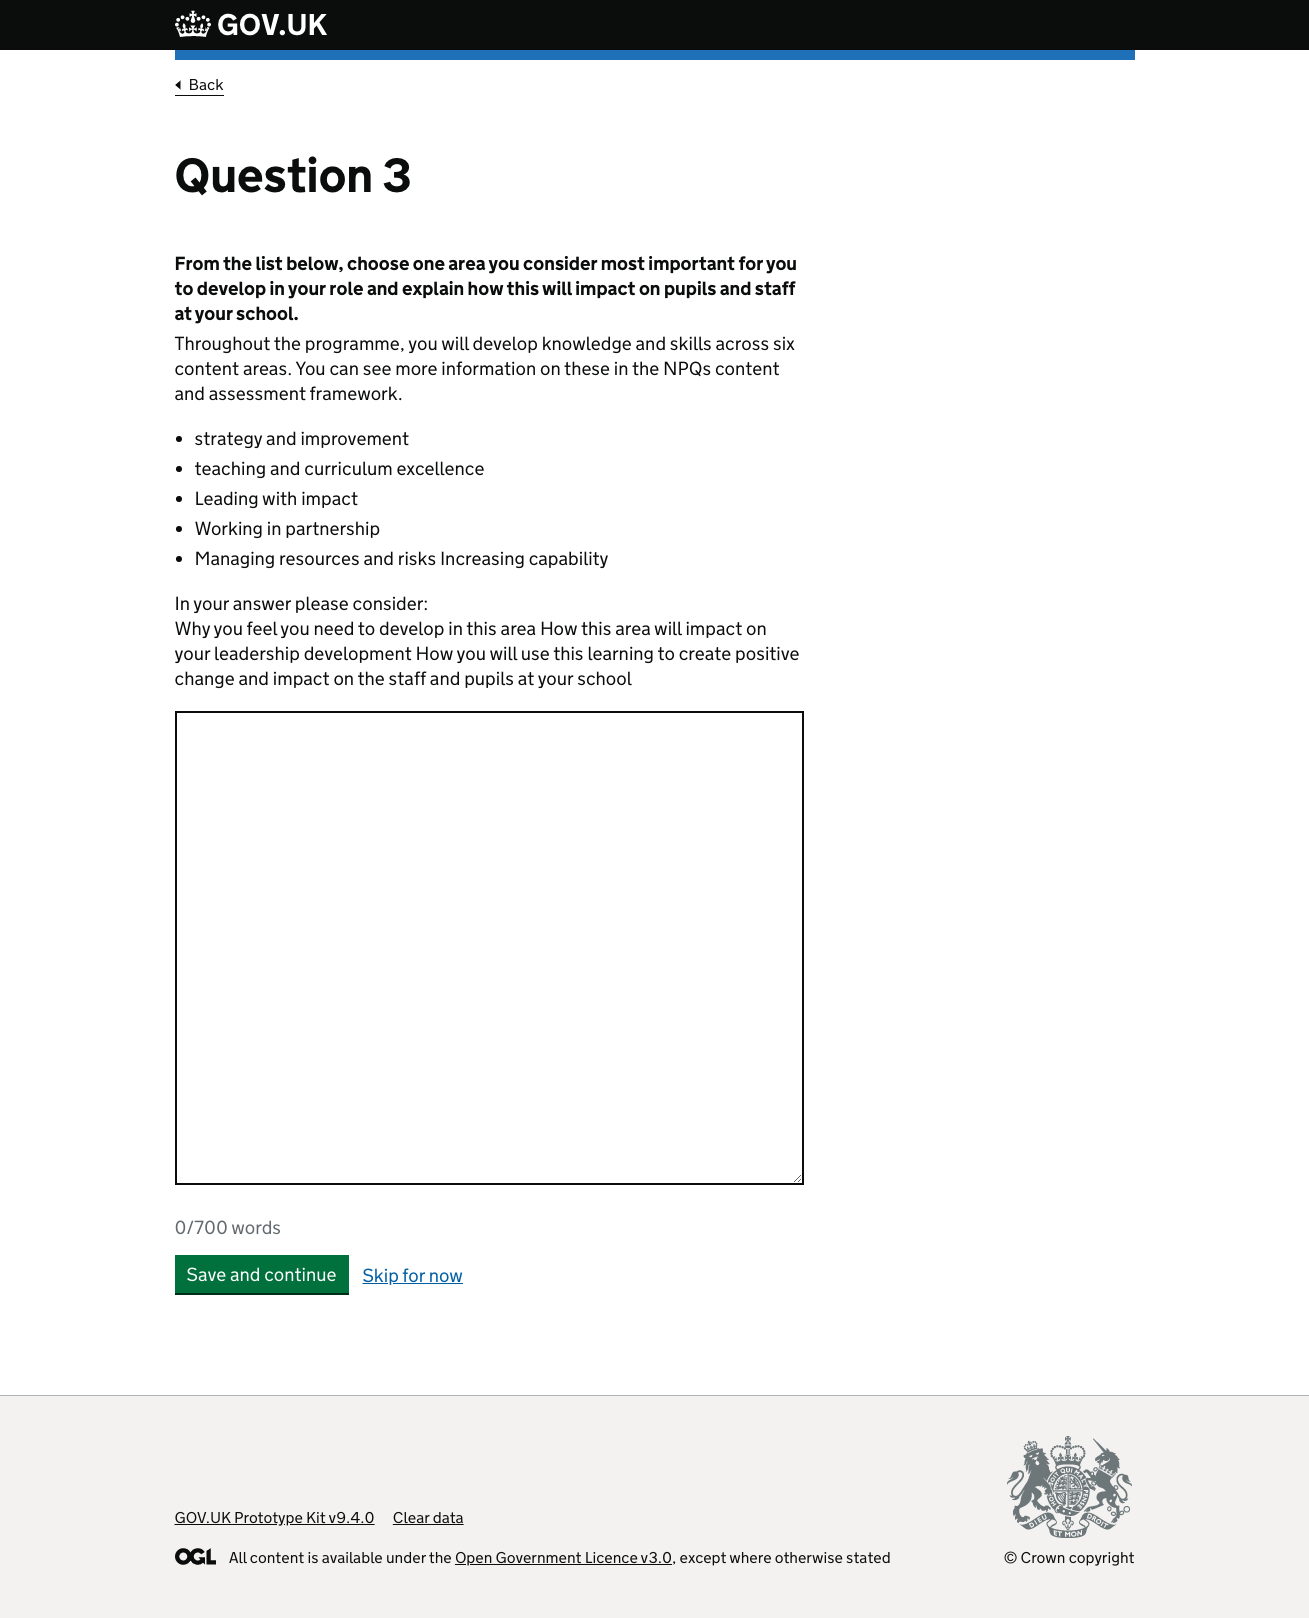 GOV.UK
Back
Question 3
From the list below, choose one area you consider most important for you
to develop in your role and explain how this will impact on pupils and staff
at your school.
Throughout the programme, you will develop knowledge and skills across six
content areas. You can see more information on these in the NPQs content
and assessment framework.
• strategy and improvement
• teaching and curriculum excellence
• Leading with impact
• Working in partnership
• Managing resources and risks Increasing capability
In your answer please consider:
Why you feel you need to develop in this area How this area will impact on
your leadership development How you will use this learning to create positive
change and impact on the staff and pupils at your school
0/700 words
Save and continue Skip for now
GOV.UK Prototype Kit v9.4.0 Clear data
OGL All content is available under the Open Government Licence v3.0, except where otherwise stated
DIEU ET MON DROIT
© Crown copyright